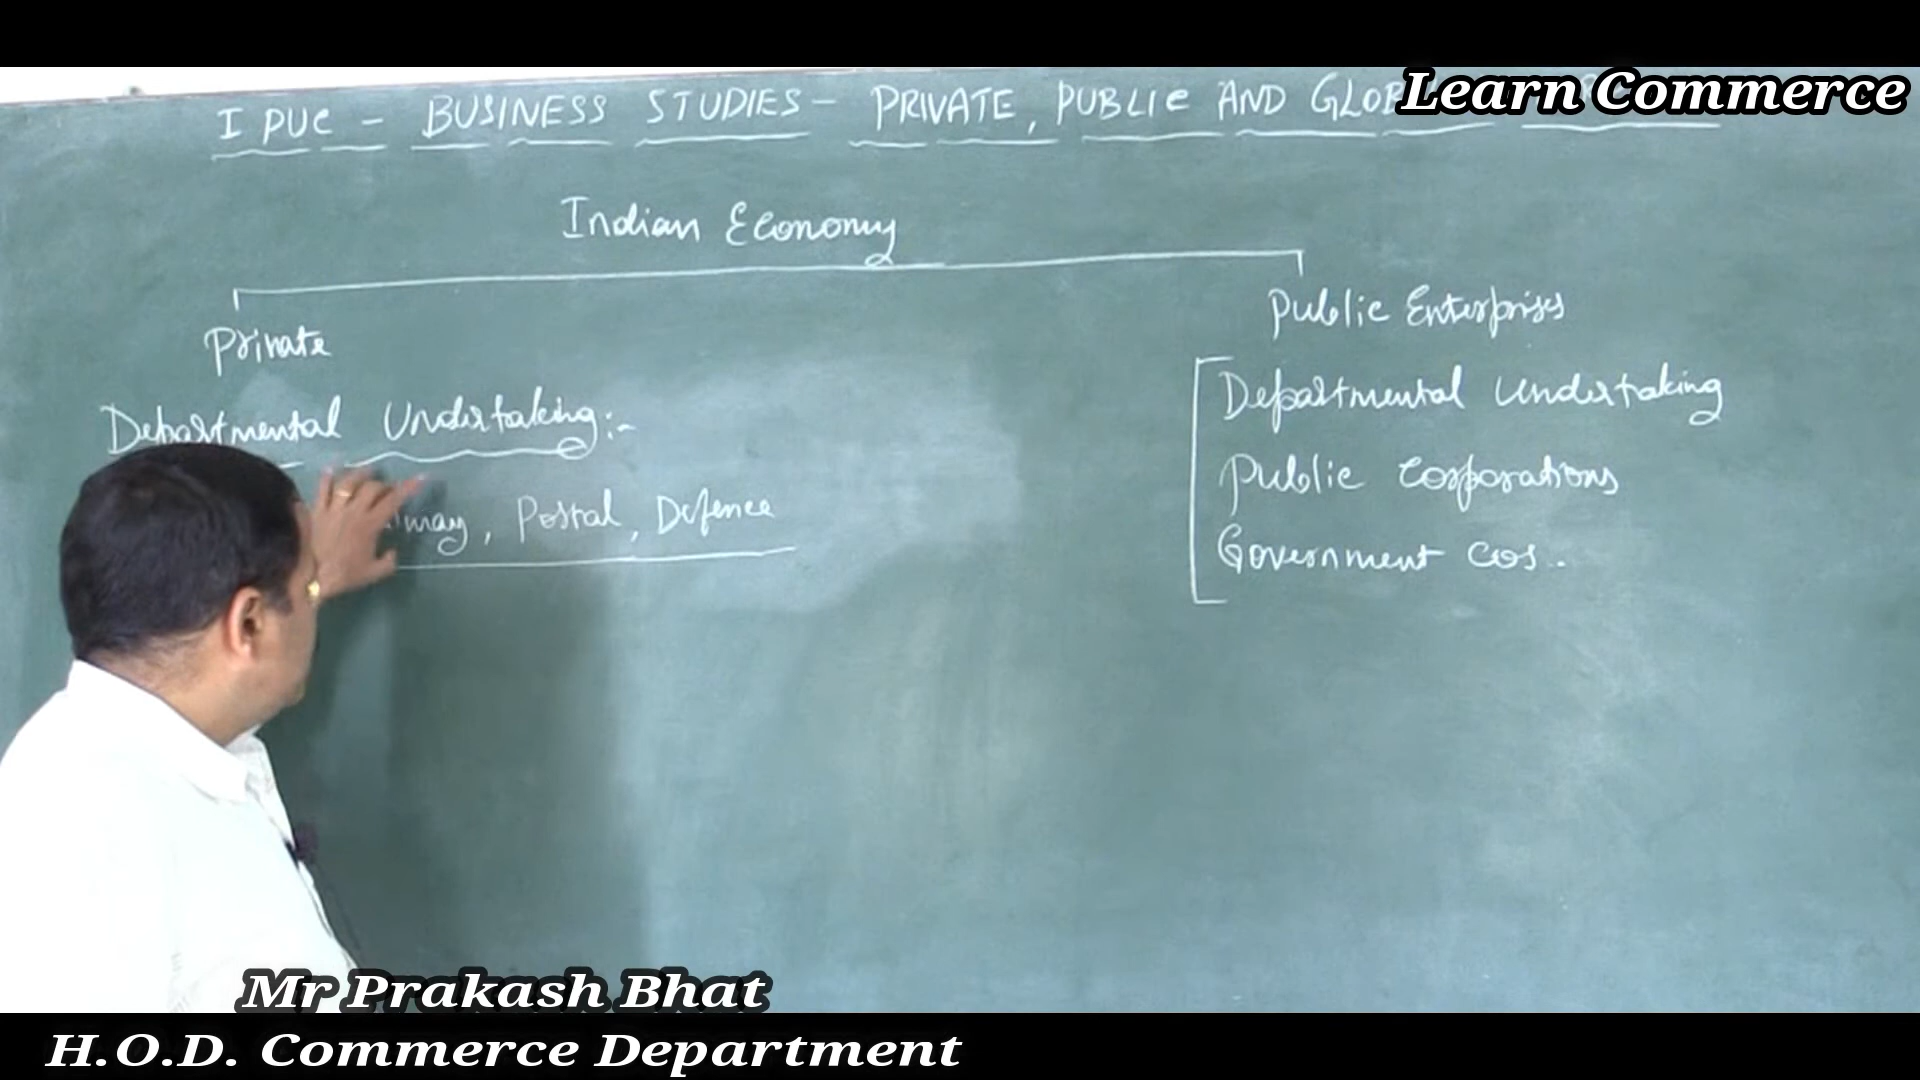 Learn Commerce
I PUC - BUSINESS STUDIES - PRIVATE, PUBLIC AND
Indian Economy
Private
Public Enterprises
Departmental Undertaking
Public Corporations
Government Cos..
Departmental Undertaking:-
Postal, Defence
Mr Prakash Bhat
H.O.D. Commerce Department